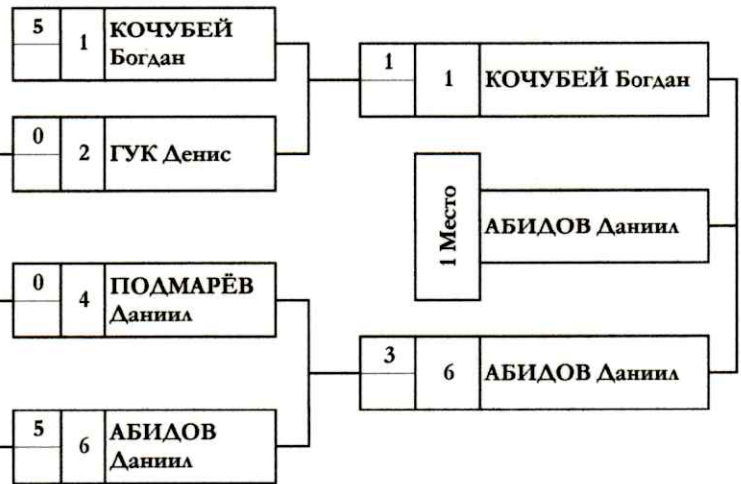 5
1
КОЧУБЕЙ
Богдан
0
2
ГУК Денис
0
4
ПОДМАРЁВ
Даниил
5
6
АБИДОВ
Даниил
1
1
КОЧУБЕЙ Богдан
1 Место
АБИДОВ Даниил
3
6
АБИДОВ Даниил